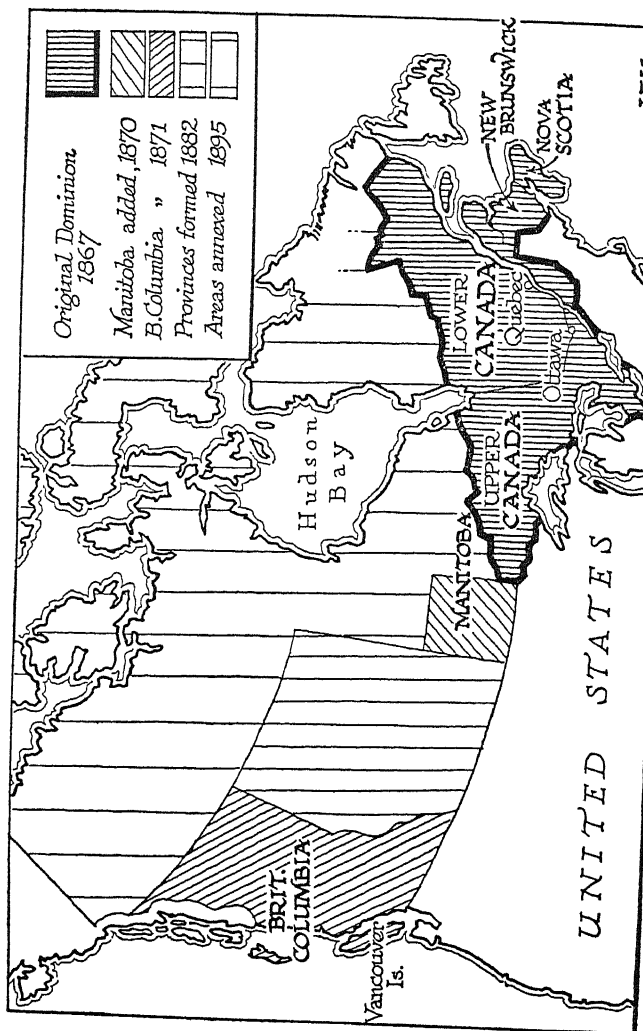 Original Dominion
1867
Manitoba added, 1870
B. Columbia „ 1871
Provinces formed 1882
Areas annexed 1895
Hudson
Bay
LOWER
CANADA
Quebec
Ottawa
UPPER
CANADA
NEW
BRUNSWICK
NOVA
SCOTIA
MANITOBA
BRIT.
COLUMBIA
Vancouver
Is.
UNITED STATES